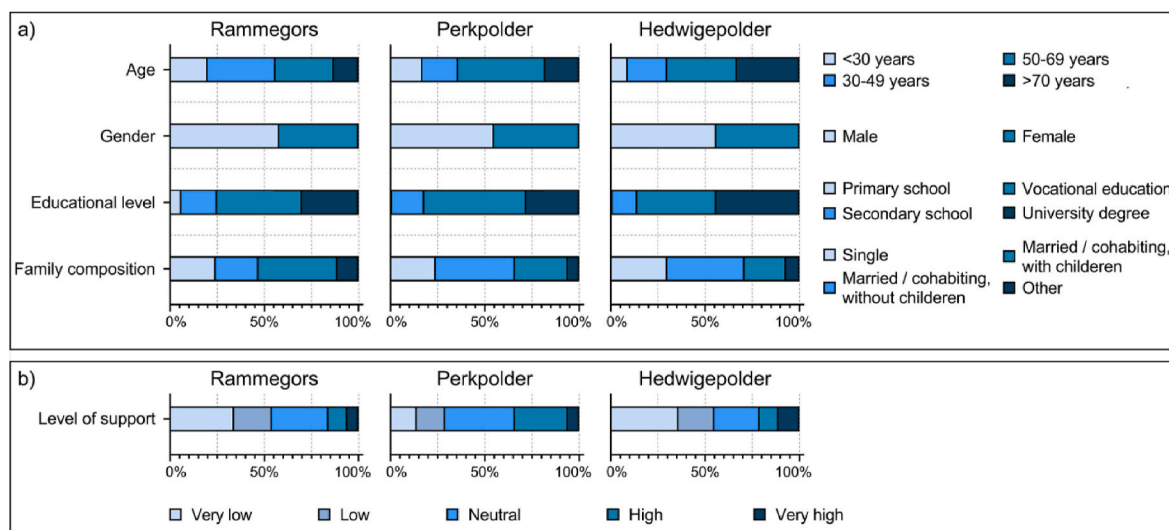 a)
Rammegors Perkpolder Hedwigepolder
Age
Gender
Educational level
Family composition
0% 50% 100% 0% 50% 100% 0% 50% 100%
<30 years 50-69 years
30-49 years >70 years
Male Female
Primary school Vocational education
Secondary school University degree
Single Married / cohabiting,
with childeren
Married / cohabiting,
without childeren
Other
b)
Rammegors Perkpolder Hedwigepolder
Level of support
0% 50% 100% 0% 50% 100% 0% 50% 100%
Very low Low Neutral High Very high